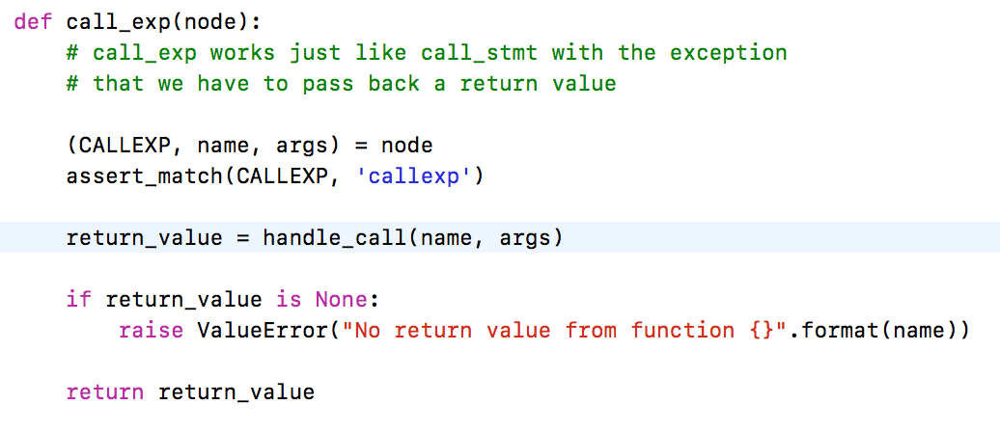 def call_exp(node):
    # call_exp works just like call_stmt with the exception
    # that we have to pass back a return value

    (CALLEXP, name, args) = node
    assert_match(CALLEXP, 'callexp')

    return_value = handle_call(name, args)

    if return_value is None:
        raise ValueError("No return value from function {}".format(name))

    return return_value